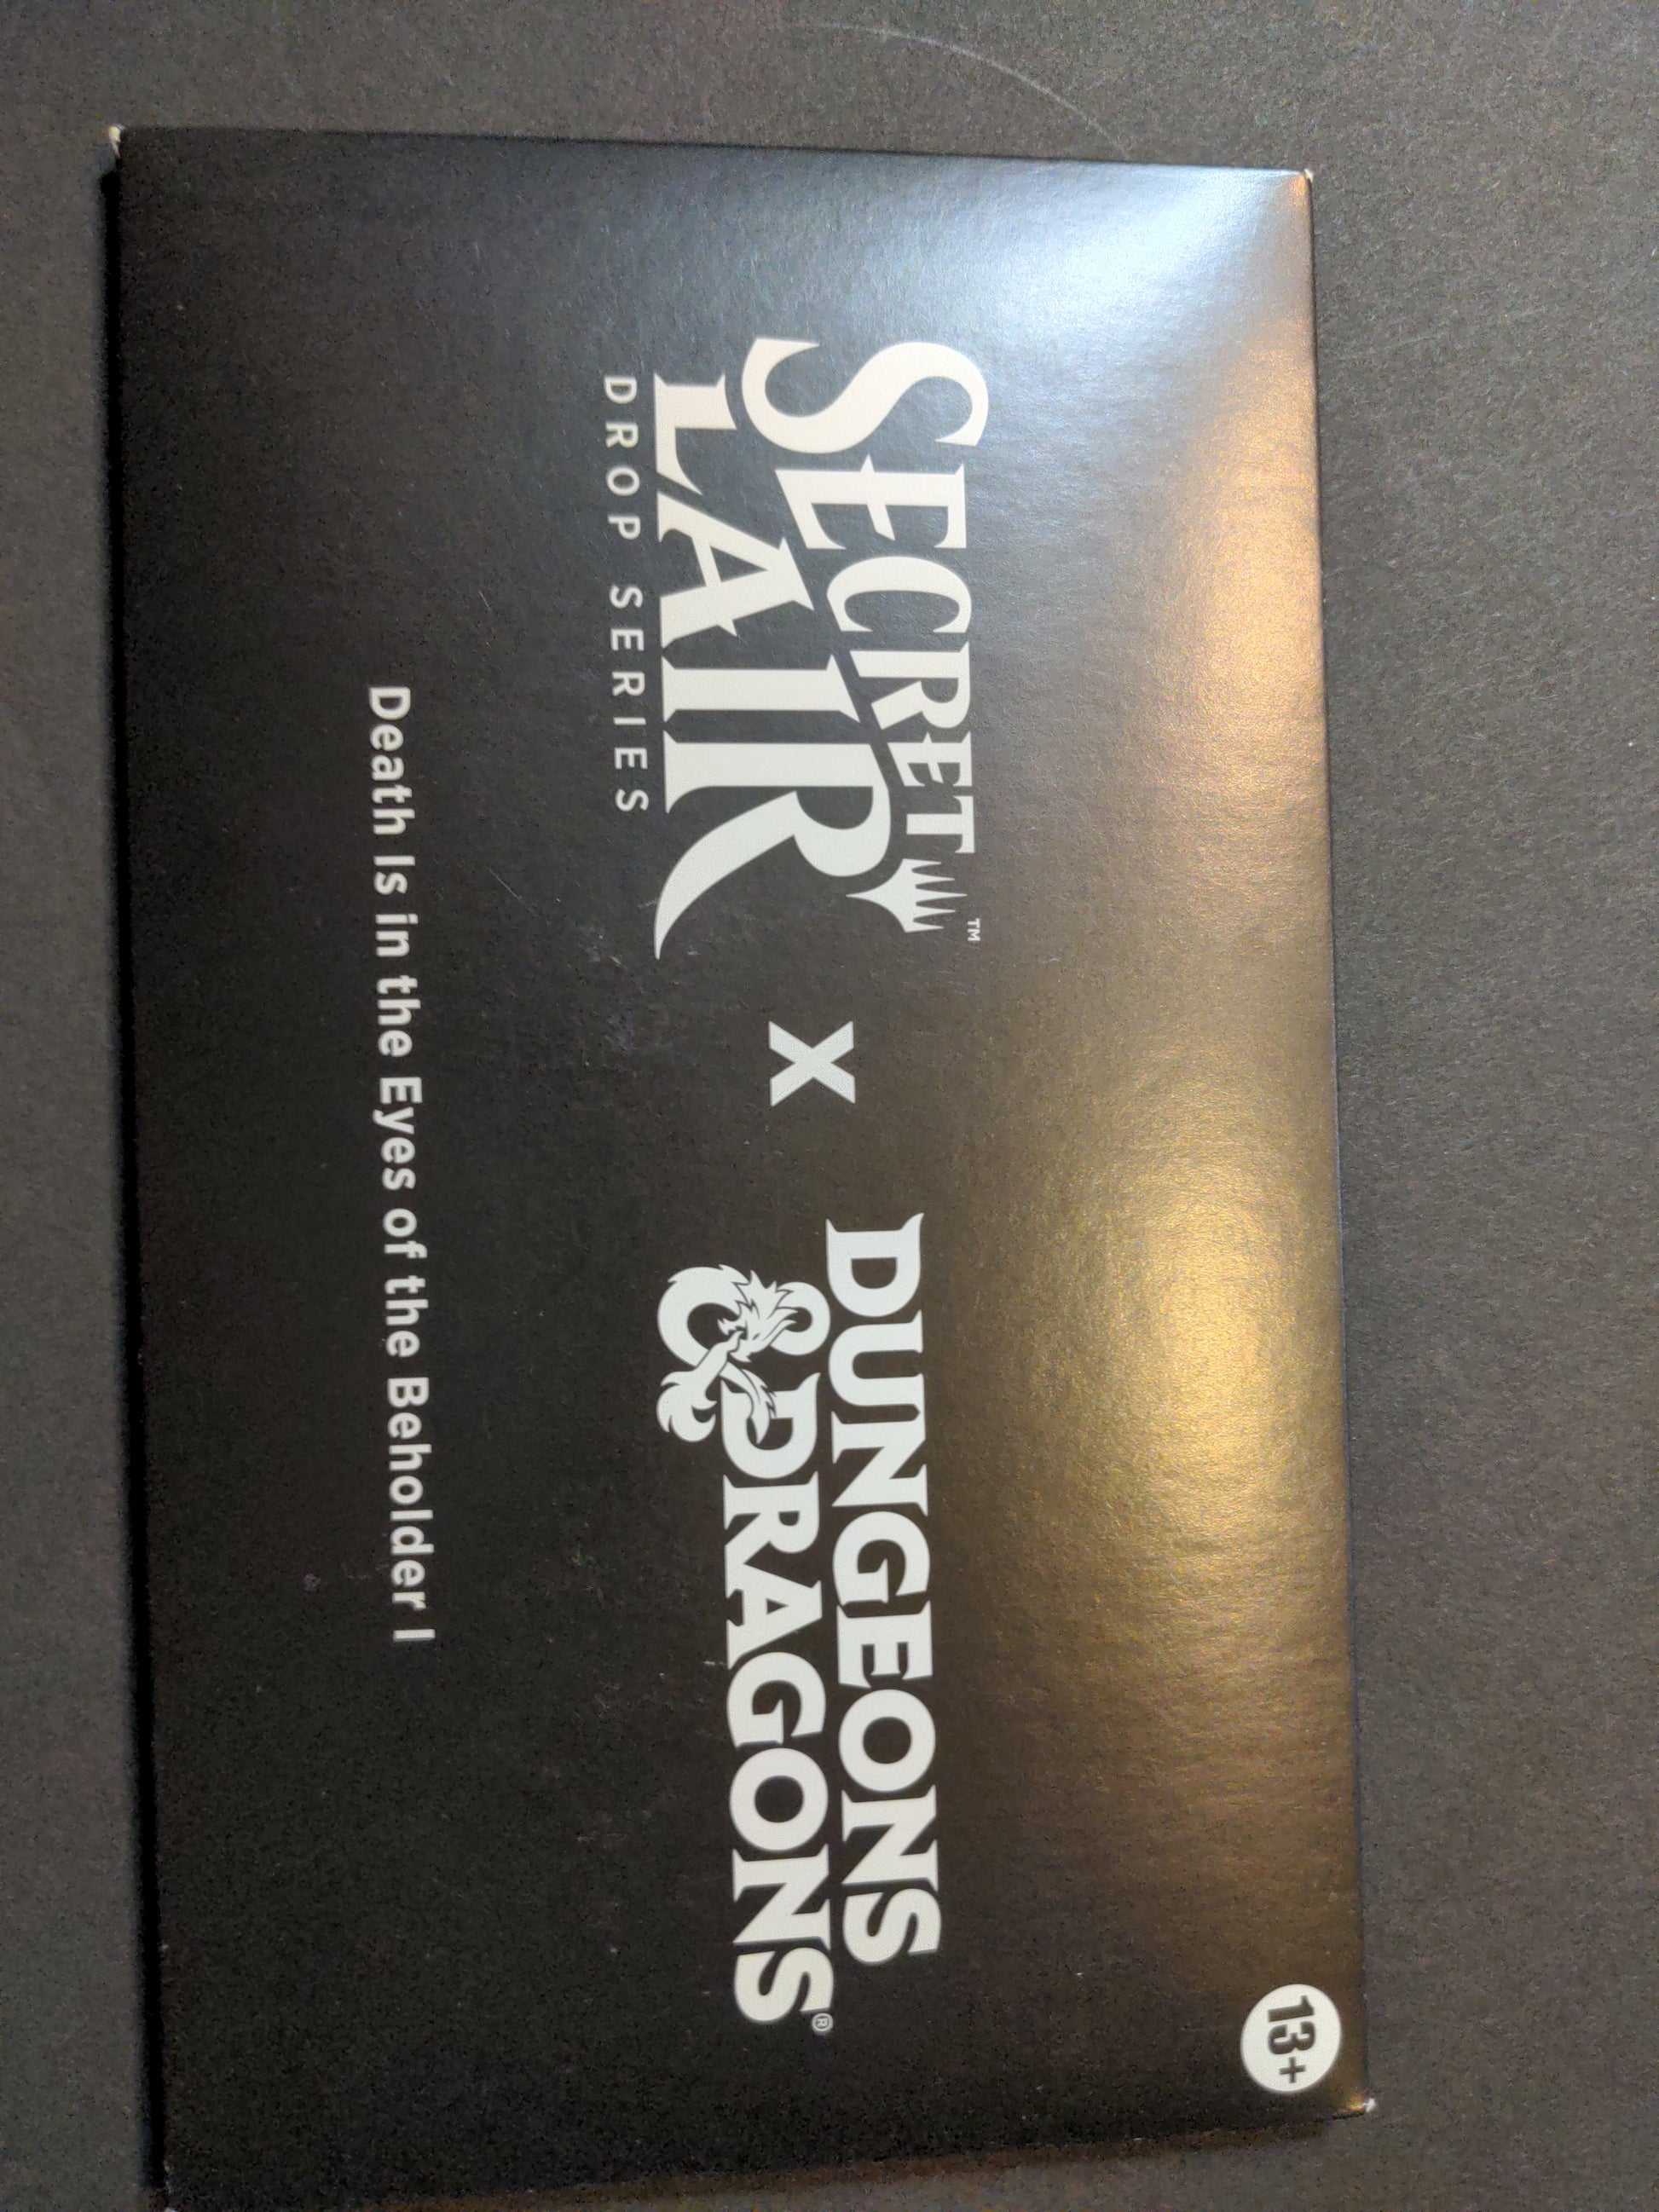 13+
SECRET
LAIR™
DROP SERIES
X
DUNGEONS
& DRAGONS®
Death Is in the Eyes of the Beholder I